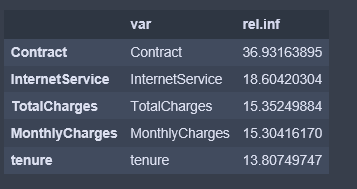 var rel.inf
Contract Contract 36.93163895
InternetService InternetService 18.60420304
TotalCharges TotalCharges 15.35249884
MonthlyCharges MonthlyCharges 15.30416170
tenure tenure 13.80749747